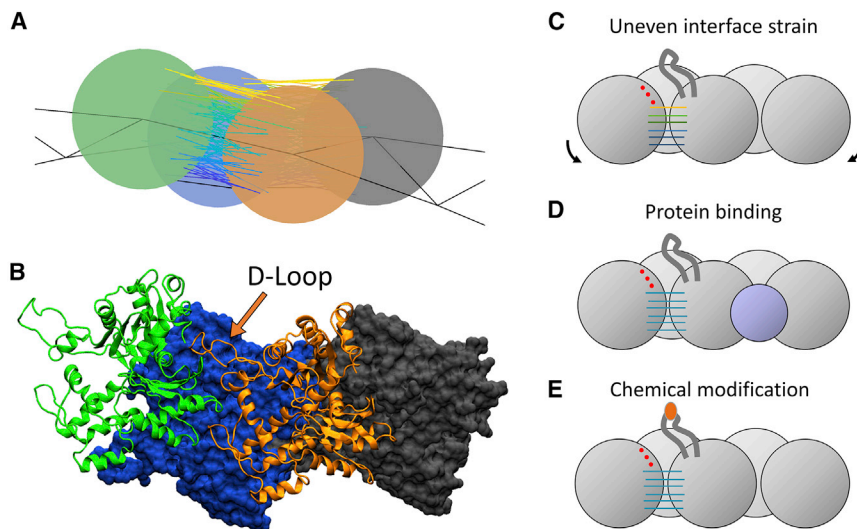 A
B
D-Loop
C
Uneven interface strain
D
Protein binding
E
Chemical modification